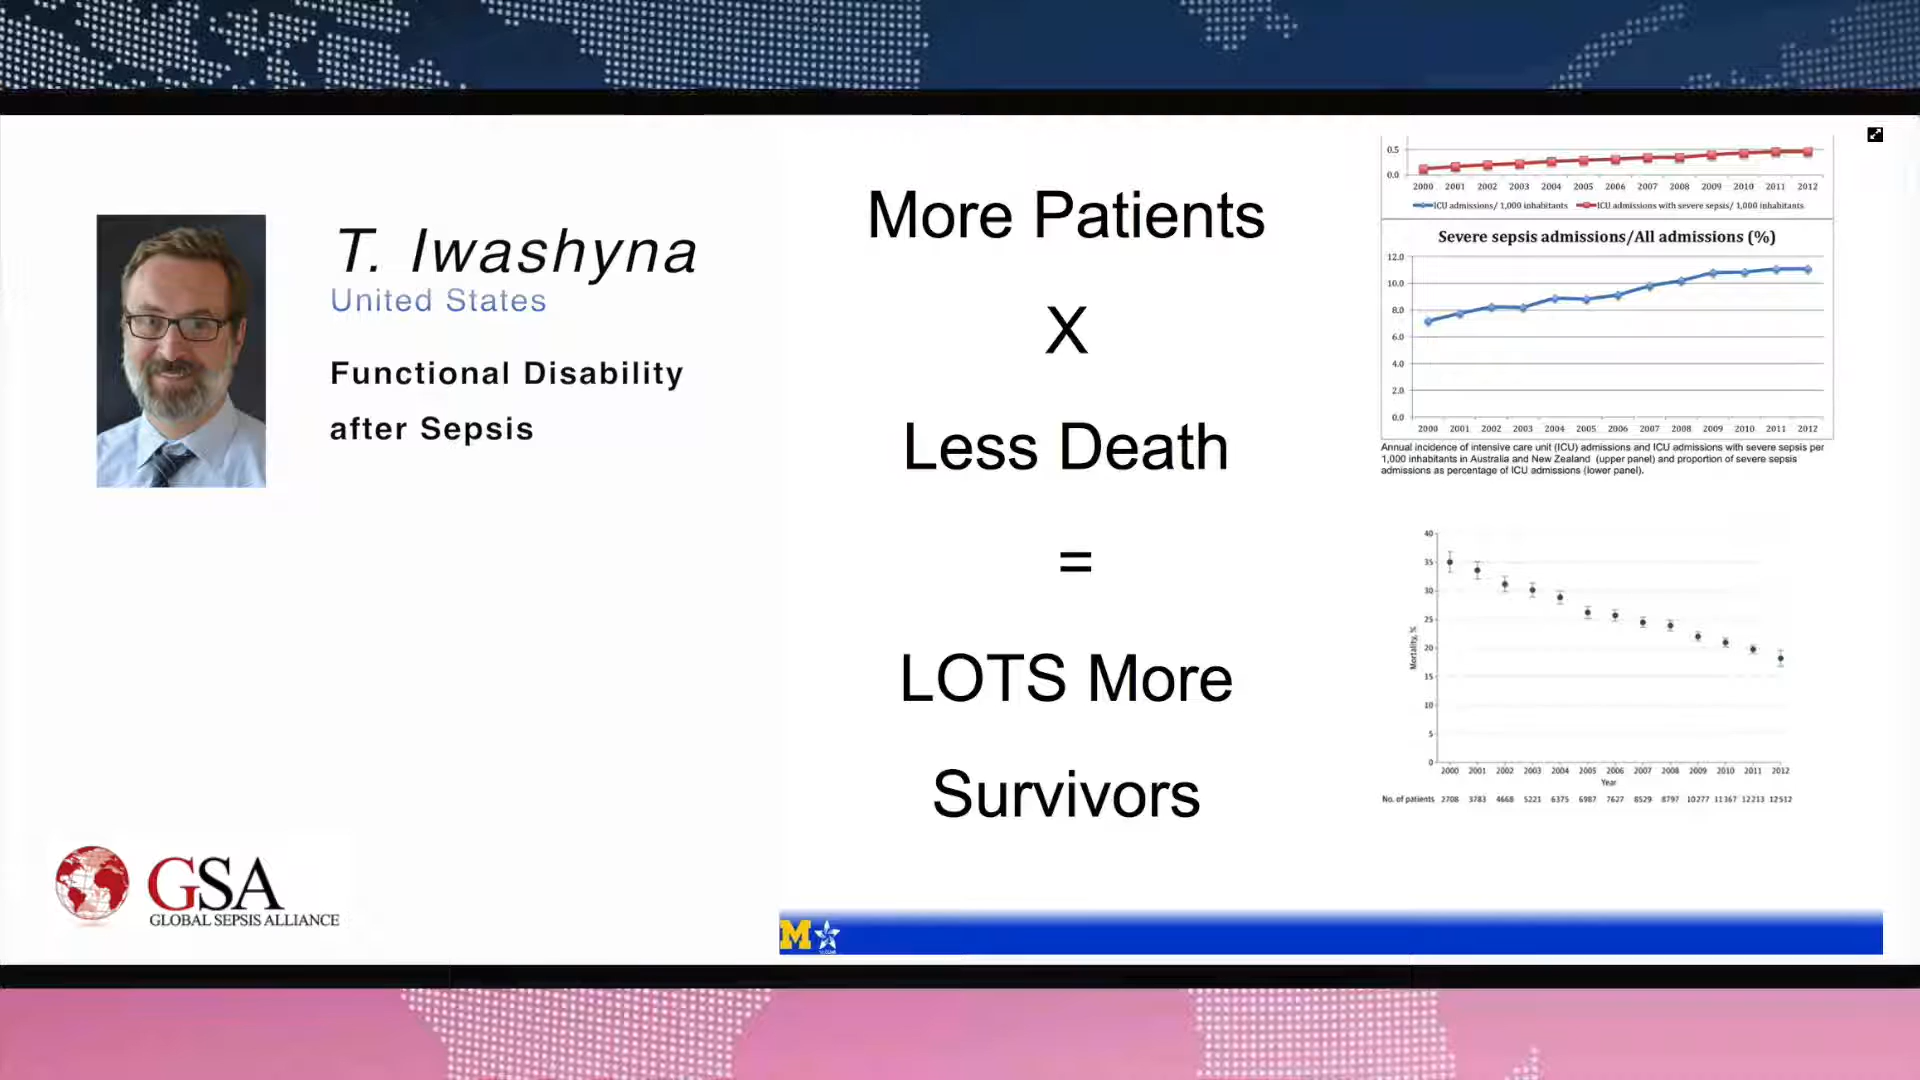 T. Iwashyna
United States
Functional Disability
after Sepsis
GSA
GLOBAL SEPSIS ALLIANCE
More Patients
X
Less Death
=
LOTS More
Survivors
M
0.5
0.0
2000 2001 2002 2003 2004 2005 2006 2007 2008 2009 2010 2011 2012
ICU admissions/ 1,000 inhabitants ICU admissions with severe sepsis/ 1,000 inhabitants
Severe sepsis admissions/All admissions (%)
12.0
10.0
8.0
6.0
4.0
2.0
0.0
2000 2001 2002 2003 2004 2005 2006 2007 2008 2009 2010 2011 2012
Annual incidence of intensive care unit (ICU) admissions and ICU admissions with severe sepsis per
1,000 inhabitants in Australia and New Zealand (upper panel) and proportion of severe sepsis
admissions as percentage of ICU admissions (lower panel).
40
35
30
25
20
15
10
5
0
Mortality, %
2000 2001 2002 2003 2004 2005 2006 2007 2008 2009 2010 2011 2012
Year
No. of patients 2708 3783 4668 5221 6375 6987 7627 8529 8797 10277 11367 12213 12512